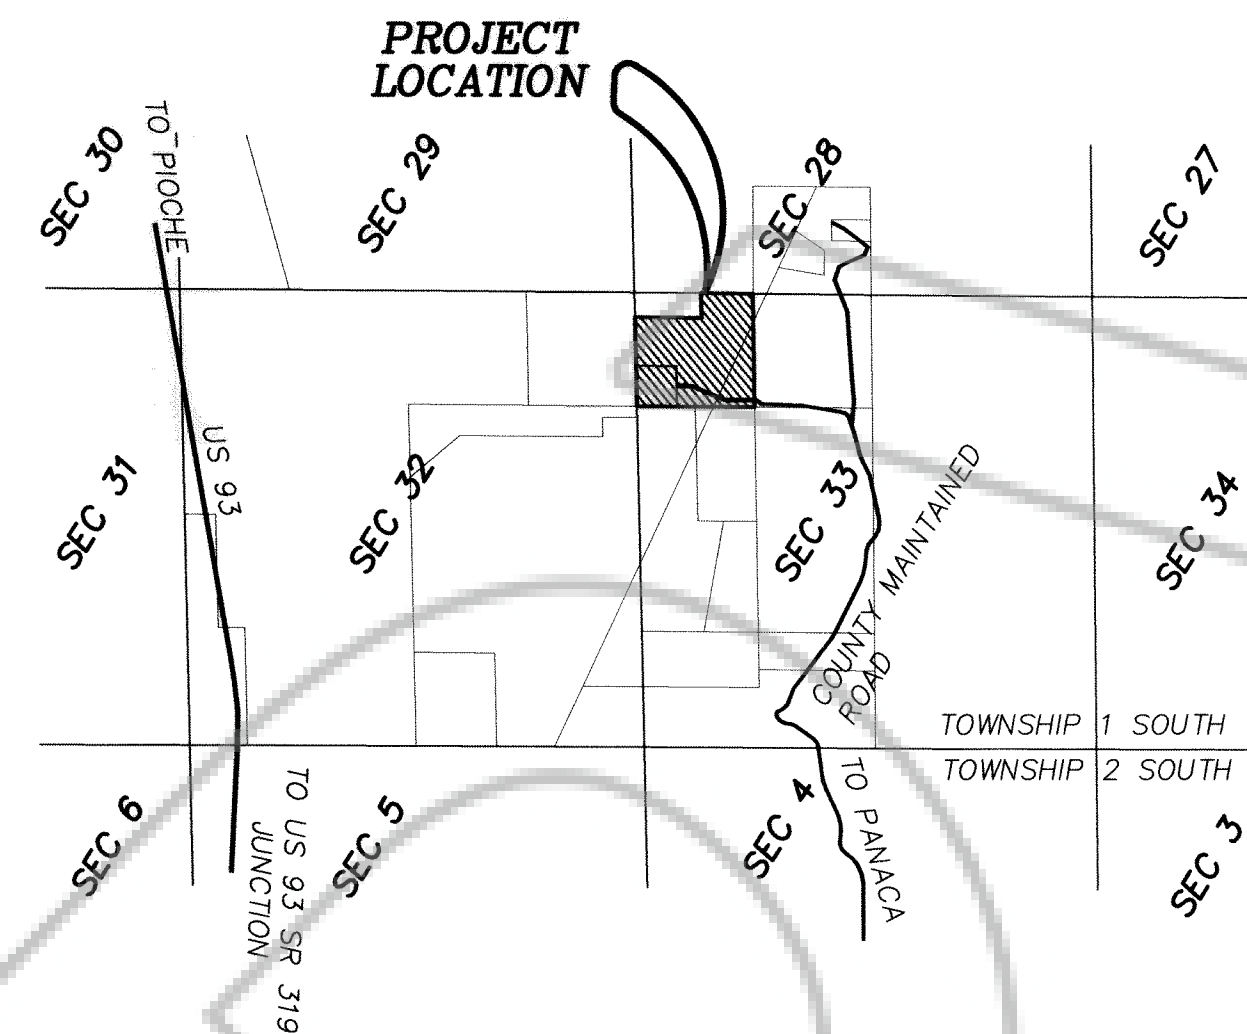 PROJECT
LOCATION
TO PIOCHE
SEC 30
SEC 29
SEC 28
SEC 27
US 93
SEC 31
SEC 32
SEC 33
SEC 34
COUNTY MAINTAINED
ROAD
TOWNSHIP 1 SOUTH
TOWNSHIP 2 SOUTH
TO PANACA
SEC 6
SEC 5
SEC 4
SEC 3
TO US 93 SR 319
JUNCTION